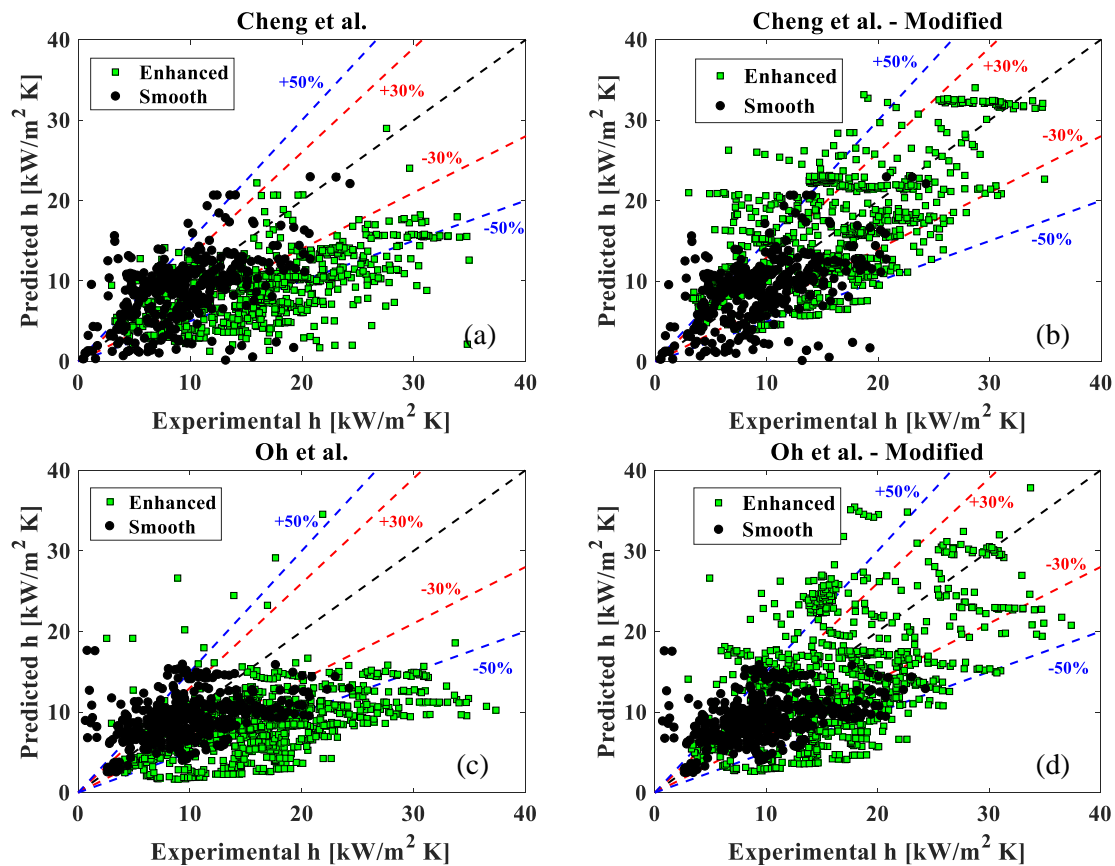 Cheng et al.
40
30
20
10
0
Predicted h [kW/m² K]
Enhanced
Smooth
+50%
+30%
-30%
-50%
(a)
0 10 20 30 40
Experimental h [kW/m² K]
Cheng et al. - Modified
40
30
20
10
0
Predicted h [kW/m² K]
Enhanced
Smooth
+50%
+30%
-30%
-50%
(b)
0 10 20 30 40
Experimental h [kW/m² K]
Oh et al.
40
30
20
10
0
Predicted h [kW/m² K]
Enhanced
Smooth
+50%
+30%
-30%
-50%
(c)
0 10 20 30 40
Experimental h [kW/m² K]
Oh et al. - Modified
40
30
20
10
0
Predicted h [kW/m² K]
Enhanced
Smooth
+50%
+30%
-30%
-50%
(d)
0 10 20 30 40
Experimental h [kW/m² K]